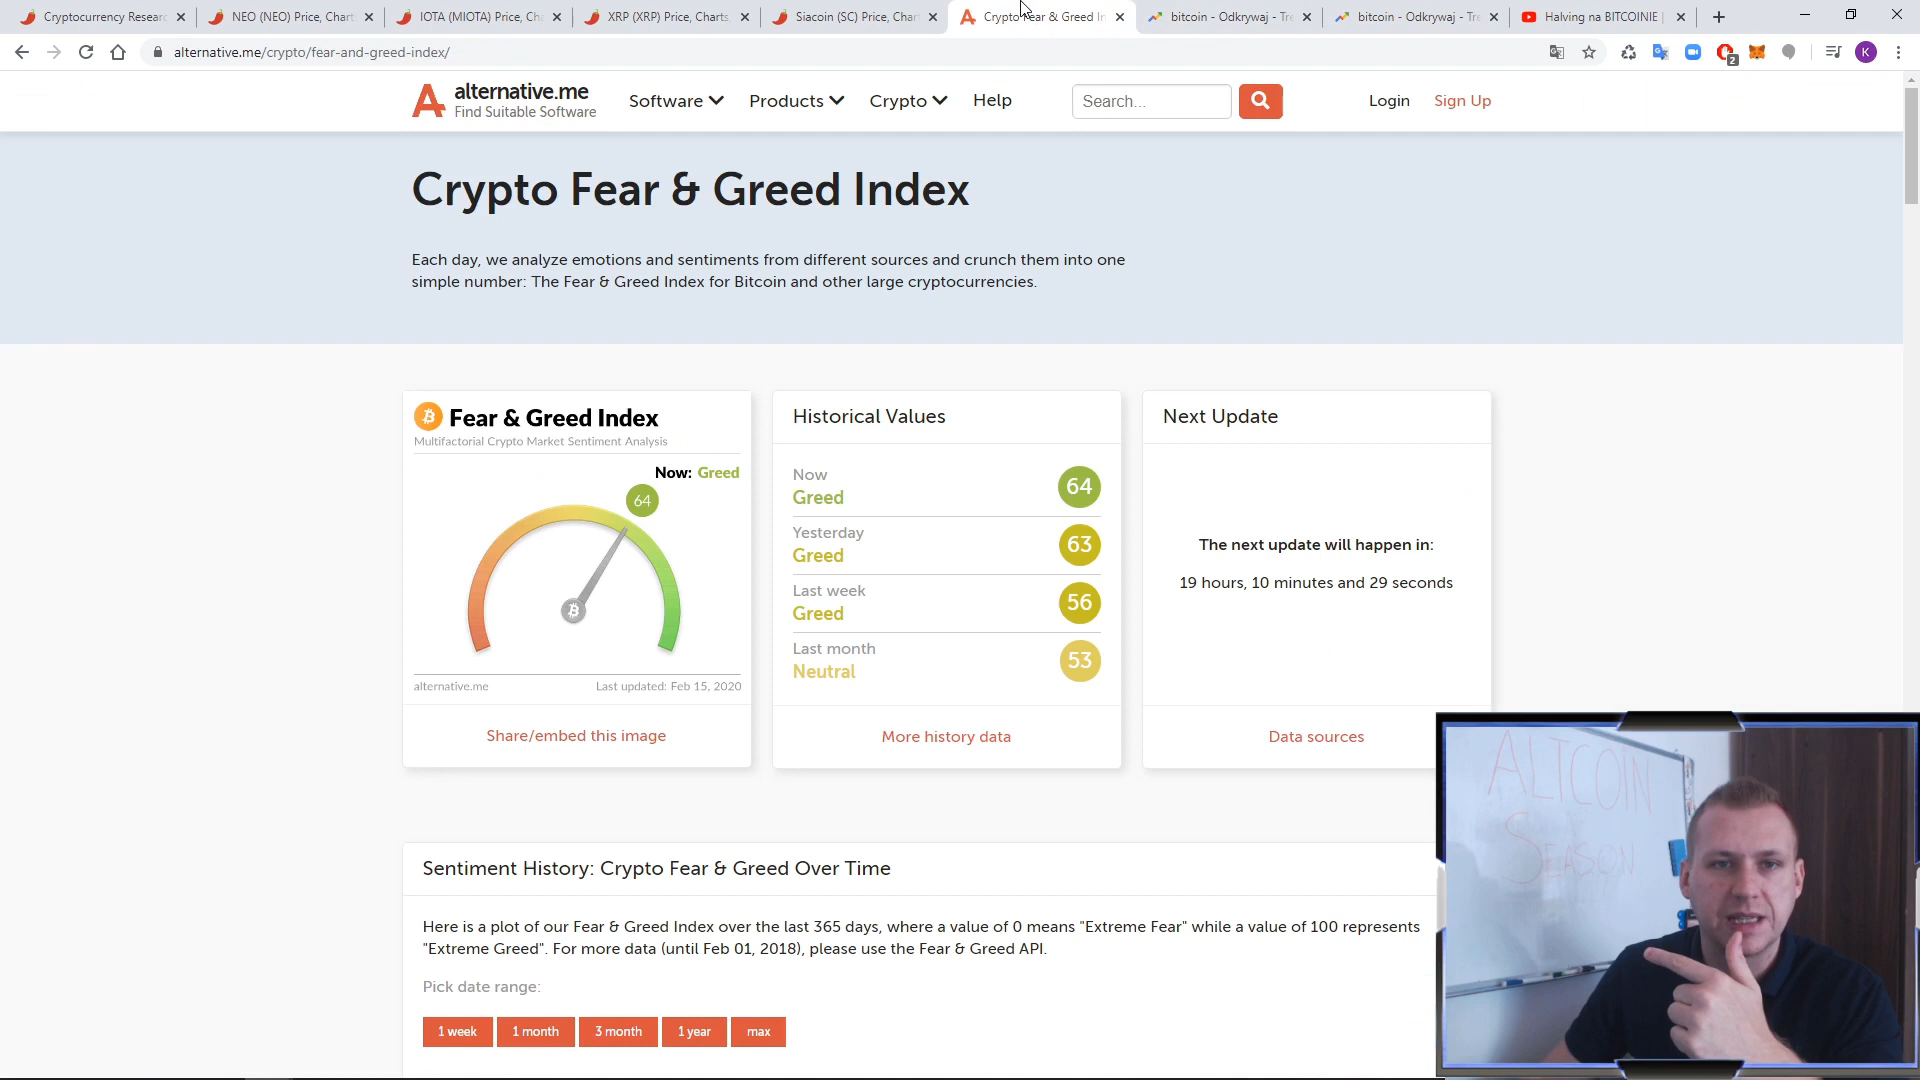 Cryptocurrency Researc
NEO (NEO) Price, Chart
IOTA (MIOTA) Price, Ch
XRP (XRP) Price, Charts,
Siacoin (SC) Price, Chart
Crypto Fear & Greed In
bitcoin - Odkrywaj - Tre
bitcoin - Odkrywaj - Tre
Halving na BITCOINIE |
alternative.me/crypto/fear-and-greed-index/
2
K
alternative.me
Find Suitable Software
Software
Products
Crypto
Help
Search...
Login
Sign Up
Crypto Fear & Greed Index
Each day, we analyze emotions and sentiments from different sources and crunch them into one
simple number: The Fear & Greed Index for Bitcoin and other large cryptocurrencies.
Fear & Greed Index
Multifactorial Crypto Market Sentiment Analysis
Now: Greed
64
alternative.me
Last updated: Feb 15, 2020
Share/embed this image
Historical Values
Now
Greed
64
Yesterday
Greed
63
Last week
Greed
56
Last month
Neutral
53
More history data
Next Update
The next update will happen in:
19 hours, 10 minutes and 29 seconds
Data sources
Sentiment History: Crypto Fear & Greed Over Time
Here is a plot of our Fear & Greed Index over the last 365 days, where a value of 0 means "Extreme Fear" while a value of 100 represents
"Extreme Greed". For more data (until Feb 01, 2018), please use the Fear & Greed API.
Pick date range:
1 week
1 month
3 month
1 year
max
ALTCOIN
SEASON